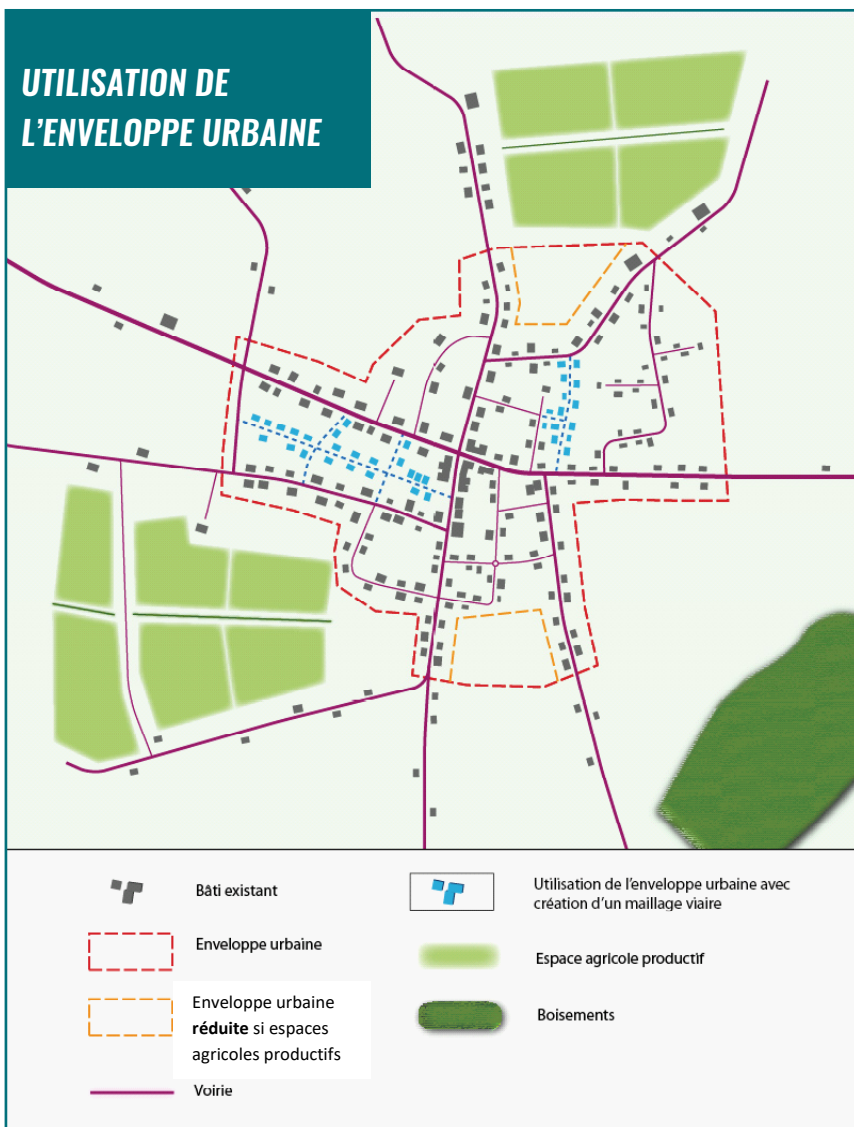 UTILISATION DE
L’ENVELOPPE URBAINE
Bâti existant
Enveloppe urbaine
Enveloppe urbaine
réduite si espaces
agricoles productifs
Voirie
Utilisation de l’enveloppe urbaine avec
création d’un maillage viaire
Espace agricole productif
Boisements